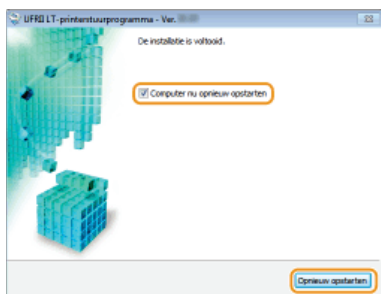 UFRII LT-printerstuurprogramma - Ver.
De installatie is voltooid.
Computer nu opnieuw opstarten
Opnieuw opstarten